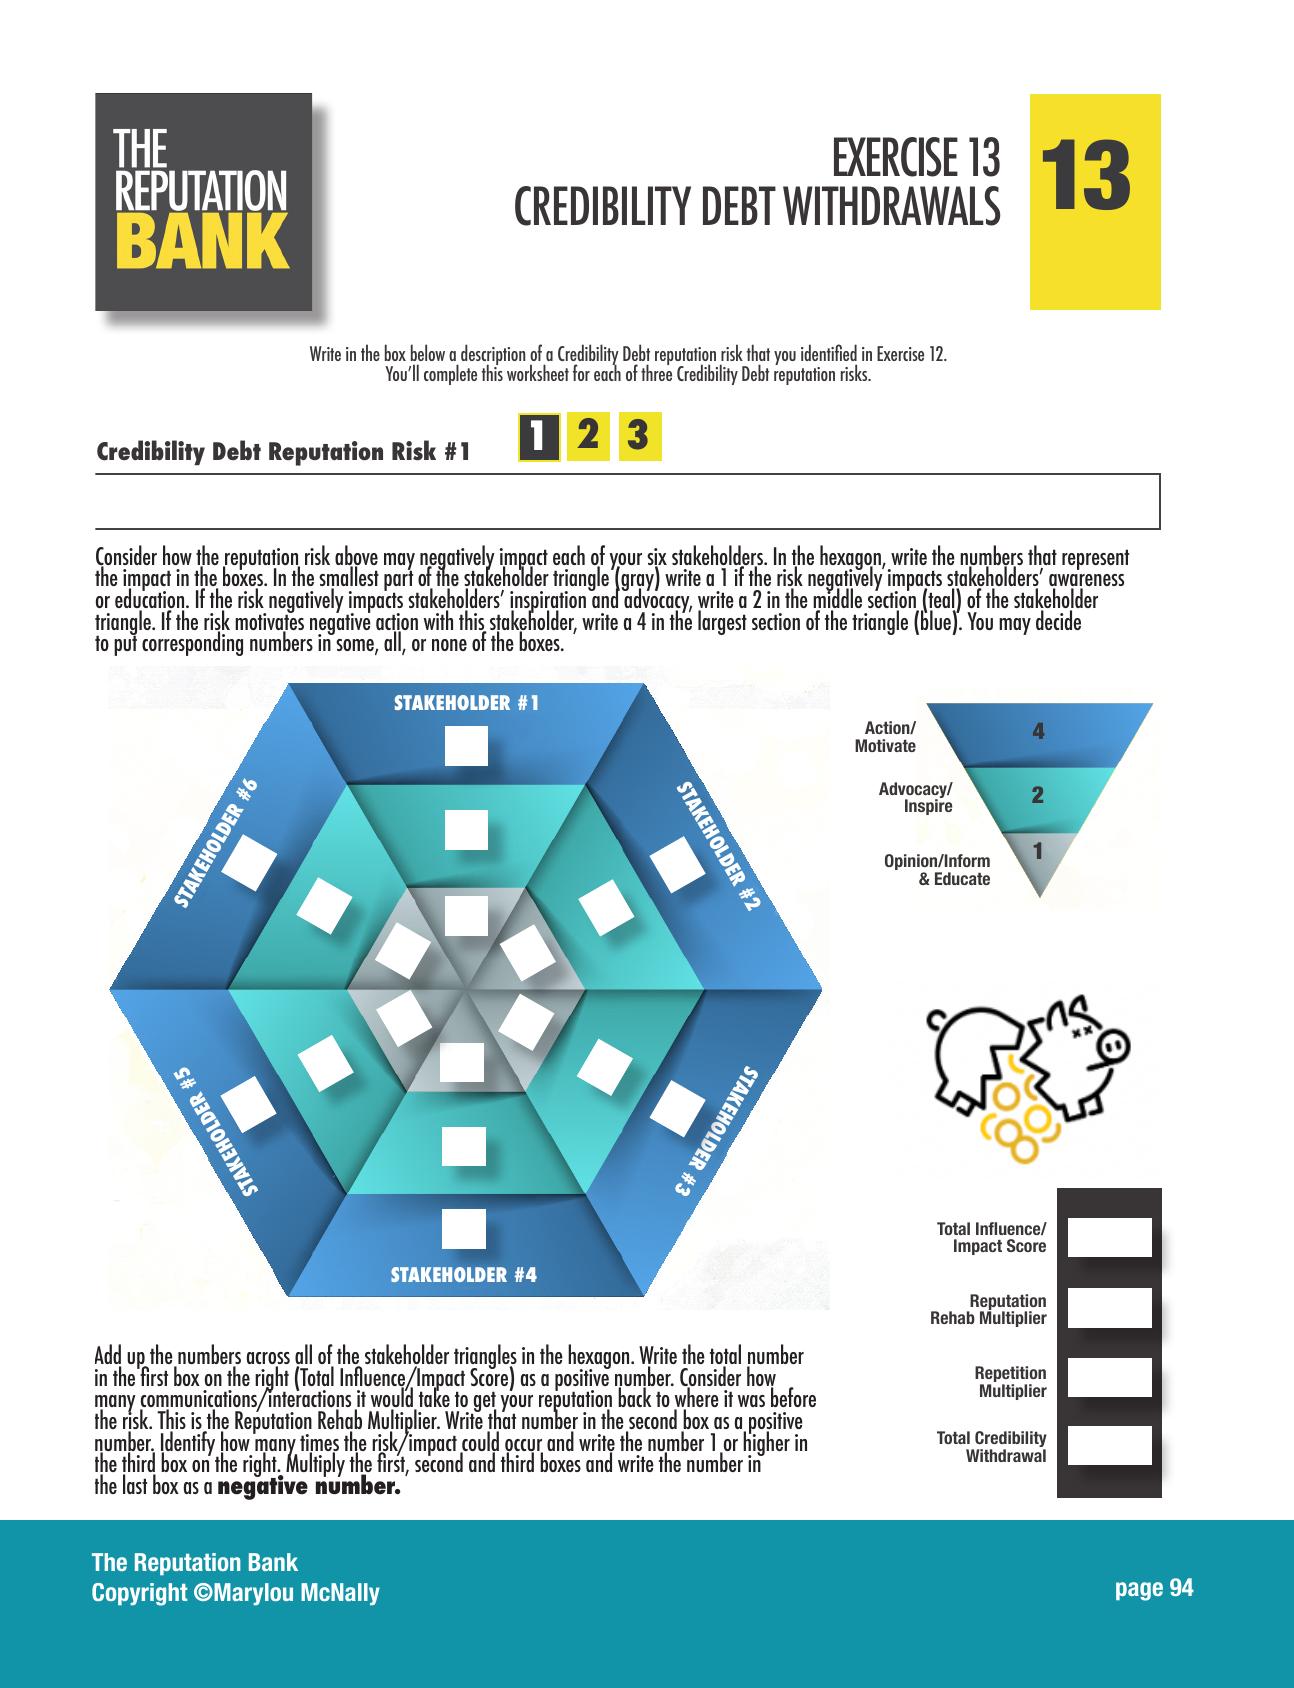 THE
REPUTATION
BANK
EXERCISE 13
CREDIBILITY DEBT WITHDRAWALS
13
Write in the box below a description of a Credibility Debt reputation risk that you identified in Exercise 12.
You’ll complete this worksheet for each of three Credibility Debt reputation risks.
Credibility Debt Reputation Risk #1
1 2 3
Consider how the reputation risk above may negatively impact each of your six stakeholders. In the hexagon, write the numbers that represent
the impact in the boxes. In the smallest part of the stakeholder triangle (gray) write a 1 if the risk negatively impacts stakeholders’ awareness
or education. If the risk negatively impacts stakeholders’ inspiration and advocacy, write a 2 in the middle section (teal) of the stakeholder
triangle. If the risk motivates negative action with this stakeholder, write a 4 in the largest section of the triangle (blue). You may decide
to put corresponding numbers in some, all, or none of the boxes.
STAKEHOLDER #1
STAKEHOLDER #2
STAKEHOLDER #3
STAKEHOLDER #4
STAKEHOLDER #5
STAKEHOLDER #6
Action/
Motivate
4
Advocacy/
Inspire
2
Opinion/Inform
& Educate
1
Total Influence/
Impact Score
Reputation
Rehab Multiplier
Repetition
Multiplier
Total Credibility
Withdrawal
Add up the numbers across all of the stakeholder triangles in the hexagon. Write the total number
in the first box on the right (Total Influence/Impact Score) as a positive number. Consider how
many communications/interactions it would take to get your reputation back to where it was before
the risk. This is the Reputation Rehab Multiplier. Write that number in the second box as a positive
number. Identify how many times the risk/impact could occur and write the number 1 or higher in
the third box on the right. Multiply the first, second and third boxes and write the number in
the last box as a negative number.
The Reputation Bank
Copyright ©Marylou McNally
page 94